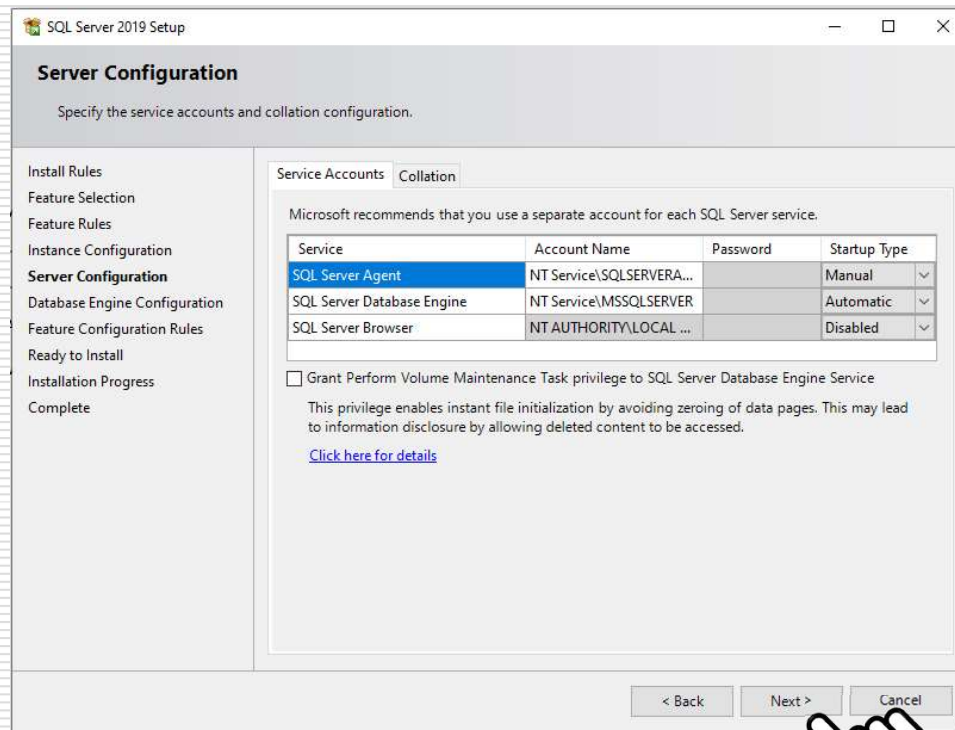 SQL Server 2019 Setup
Server Configuration
Specify the service accounts and collation configuration.
Install Rules
Feature Selection
Feature Rules
Instance Configuration
Server Configuration
Database Engine Configuration
Feature Configuration Rules
Ready to Install
Installation Progress
Complete
Service Accounts Collation
Microsoft recommends that you use a separate account for each SQL Server service.
Service Account Name Password Startup Type
SQL Server Agent NT Service\SQLSERVERA... Manual
SQL Server Database Engine NT Service\MSSQLSERVER Automatic
SQL Server Browser NT AUTHORITY\LOCAL ... Disabled
Grant Perform Volume Maintenance Task privilege to SQL Server Database Engine Service
This privilege enables instant file initialization by avoiding zeroing of data pages. This may lead
to information disclosure by allowing deleted content to be accessed.
Click here for details
< Back Next > Cancel